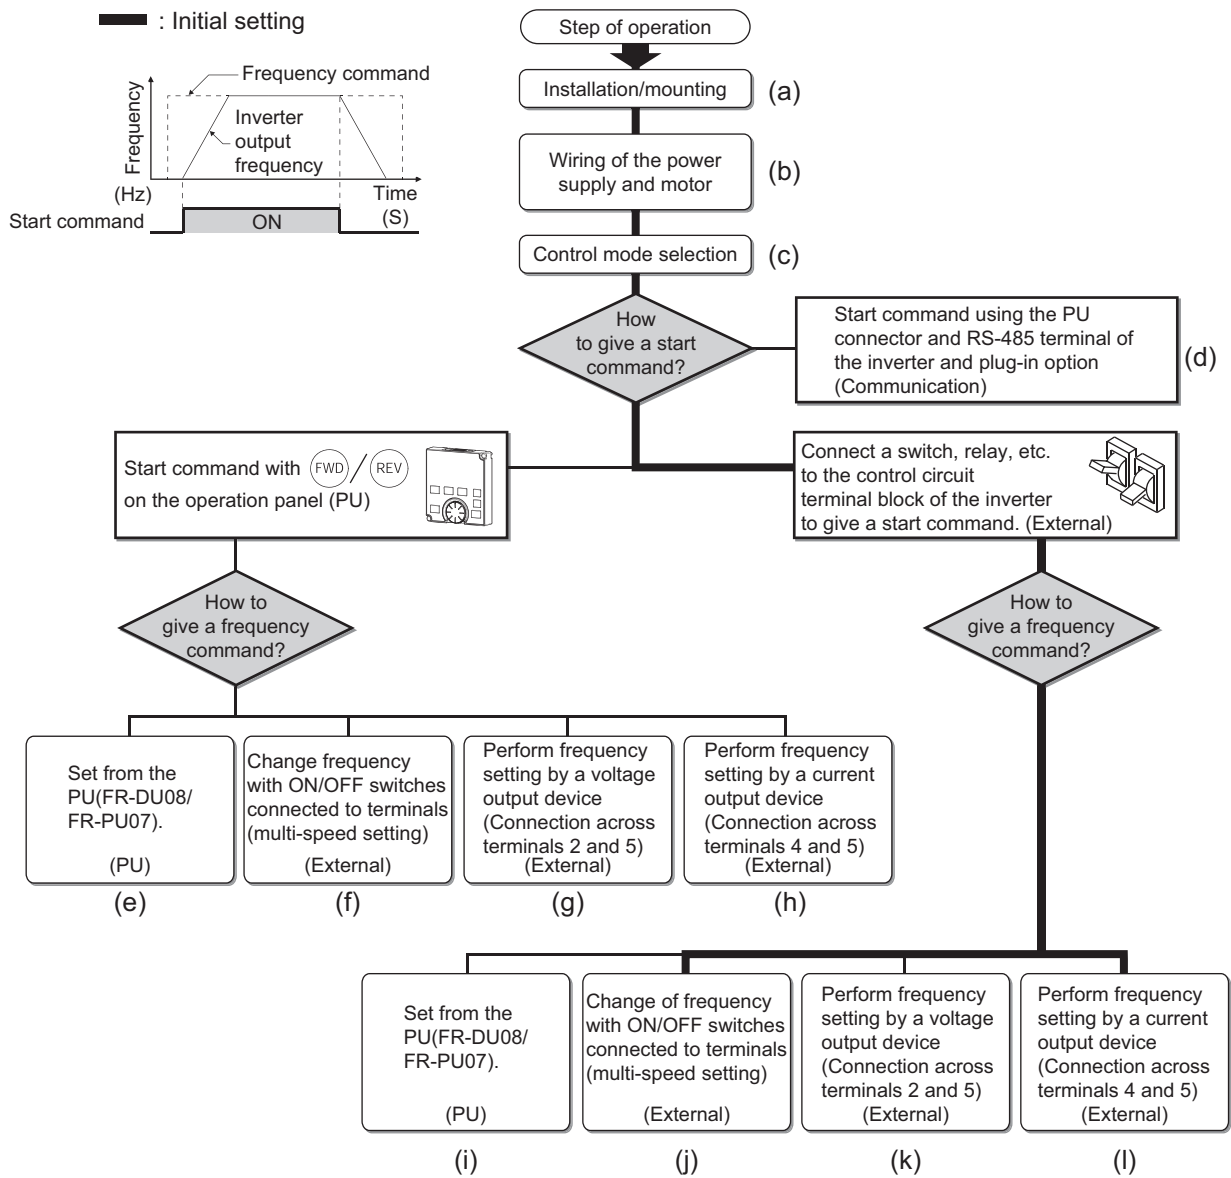 : Initial setting
Step of operation
Frequency command
Frequency
Inverter
output
frequency
(Hz)
Time
(S)
Start command
ON
Installation/mounting
(a)
Wiring of the power
supply and motor
(b)
Control mode selection
(c)
How
to give a start
command?
Start command using the PU
connector and RS-485 terminal of
the inverter and plug-in option
(Communication)
(d)
Start command with FWD / REV
on the operation panel (PU)
Connect a switch, relay, etc.
to the control circuit
terminal block of the inverter
to give a start command. (External)
How to
give a frequency
command?
How to
give a frequency
command?
Set from the
PU(FR-DU08/
FR-PU07).
(PU)
(e)
Change frequency
with ON/OFF switches
connected to terminals
(multi-speed setting)
(External)
(f)
Perform frequency
setting by a voltage
output device
(Connection across
terminals 2 and 5)
(External)
(g)
Perform frequency
setting by a current
output device
(Connection across
terminals 4 and 5)
(External)
(h)
Set from the
PU(FR-DU08/
FR-PU07).
(PU)
(i)
Change of frequency
with ON/OFF switches
connected to terminals
(multi-speed setting)
(External)
(j)
Perform frequency
setting by a voltage
output device
(Connection across
terminals 2 and 5)
(External)
(k)
Perform frequency
setting by a current
output device
(Connection across
terminals 4 and 5)
(External)
(l)